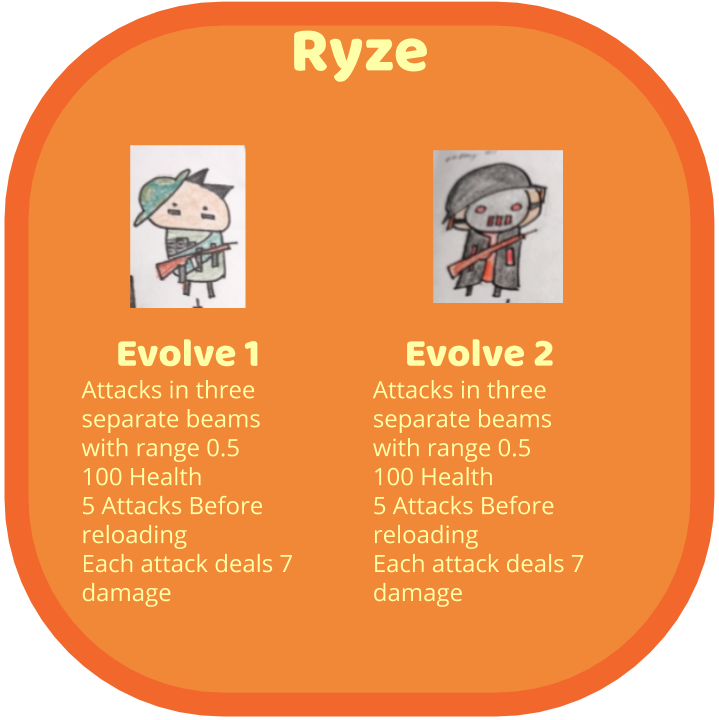 Ryze
Evolve 1
Attacks in three
separate beams
with range 0.5
100 Health
5 Attacks Before
reloading
Each attack deals 7
damage
Evolve 2
Attacks in three
separate beams
with range 0.5
100 Health
5 Attacks Before
reloading
Each attack deals 7
damage